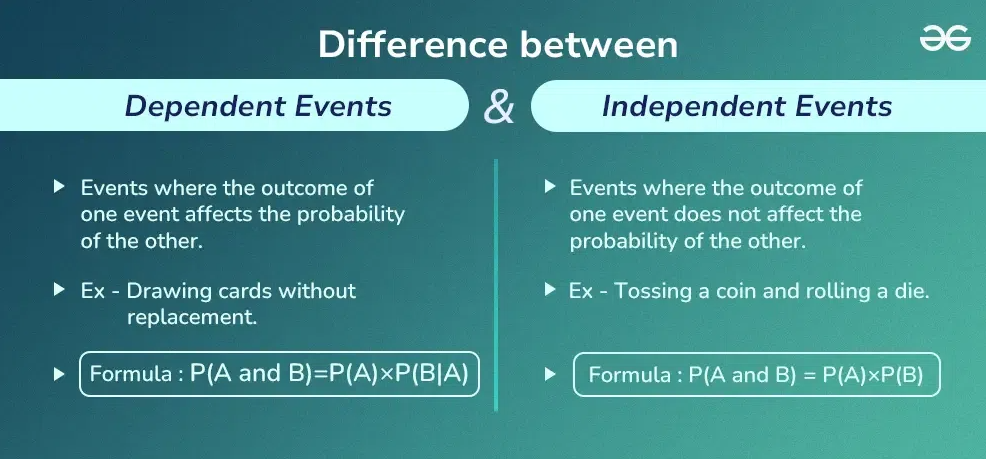 Difference between
Dependent Events
&
Independent Events
Events where the outcome of
one event affects the probability
of the other.
Ex - Drawing cards without
replacement.
Formula : P(A and B)=P(A)×P(B|A)
Events where the outcome of
one event does not affect the
probability of the other.
Ex - Tossing a coin and rolling a die.
Formula : P(A and B) = P(A)×P(B)